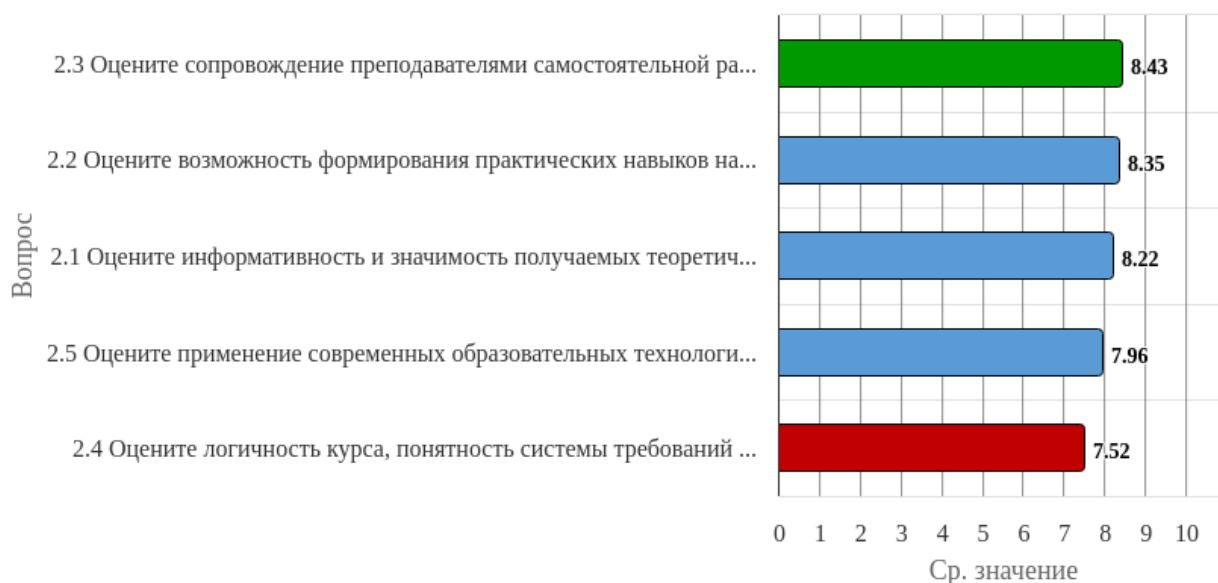 2.3 Оцените сопровождение преподавателями самостоятельной ра...
8.43
2.2 Оцените возможность формирования практических навыков на...
8.35
2.1 Оцените информативность и значимость получаемых теоретич...
8.22
2.5 Оцените применение современных образовательных технологи...
7.96
2.4 Оцените логичность курса, понятность системы требований ...
7.52
Вопрос
0 1 2 3 4 5 6 7 8 9 10
Ср. значение